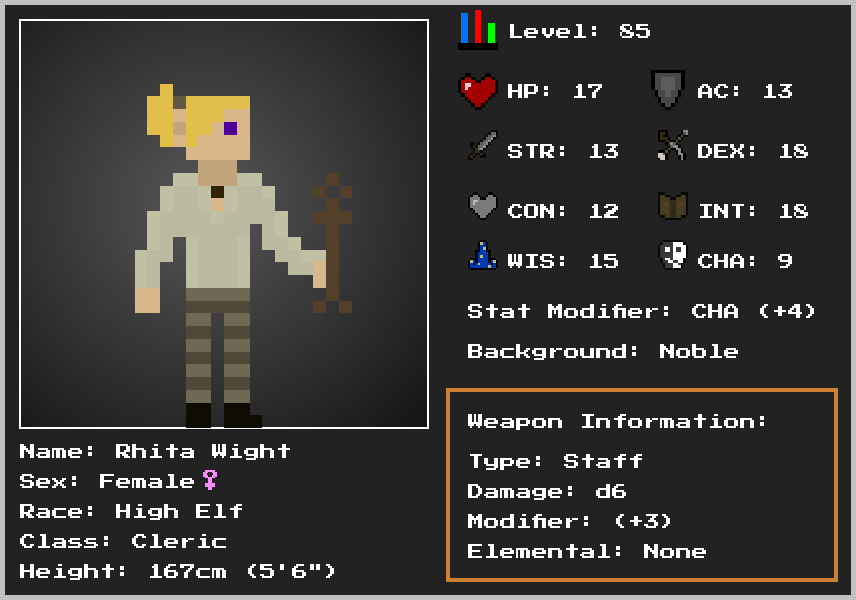 Level: 85
HP: 17 AC: 13
STR: 13 DEX: 18
CON: 12 INT: 18
WIS: 15 CHA: 9
Stat Modifier: CHA (+4)
Background: Noble
Weapon Information:
Type: Staff
Damage: d6
Modifier: (+3)
Elemental: None
Name: Rhita Wight
Sex: Female♀
Race: High Elf
Class: Cleric
Height: 167cm (5'6")